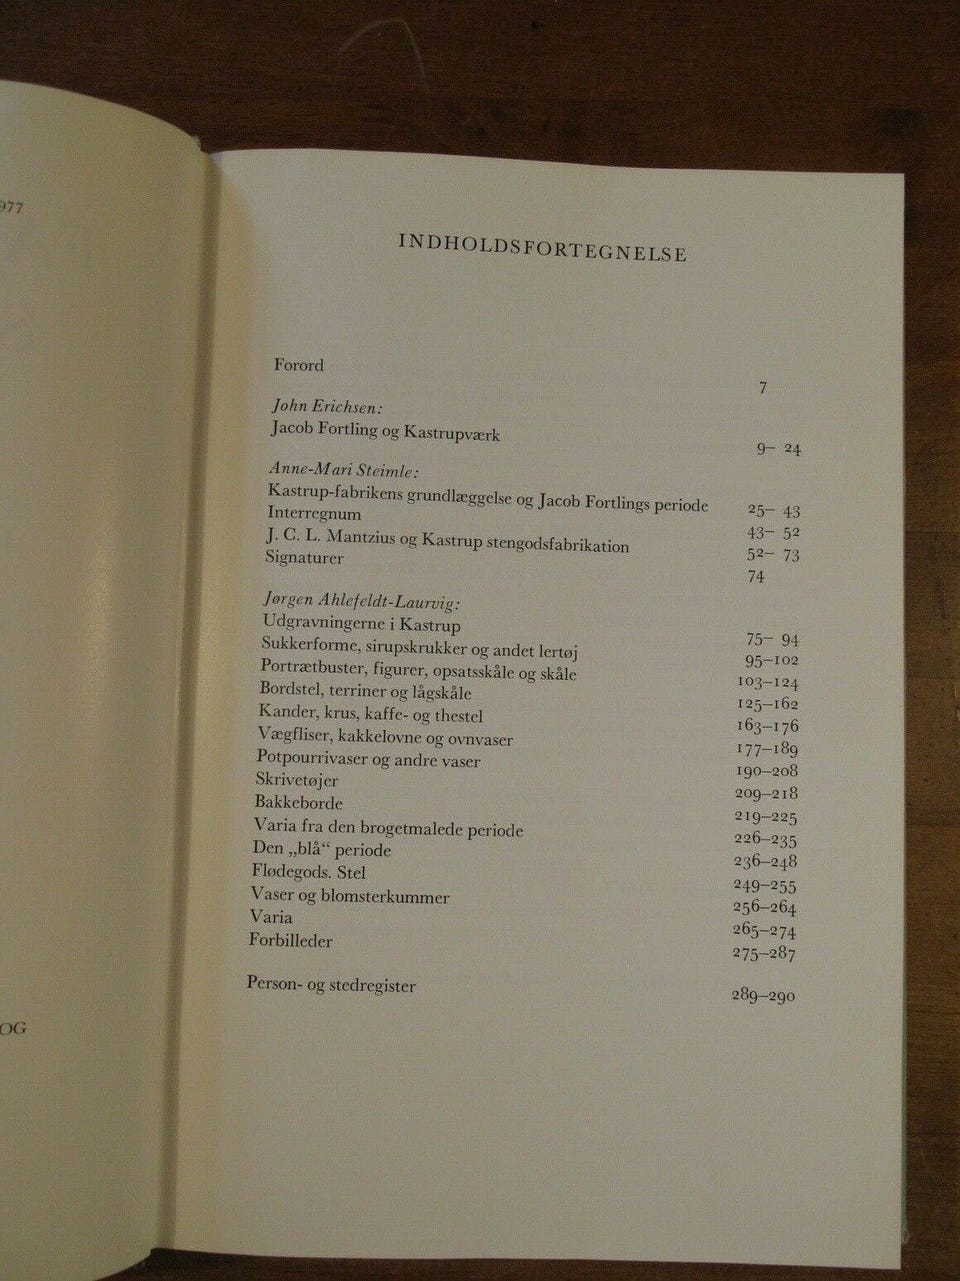 977
OG
INDHOLDSFORTEGNELSE
Forord 7
John Erichsen:
Jacob Fortling og Kastrupværk 9– 24
Anne-Mari Steimle:
Kastrup-fabrikens grundlæggelse og Jacob Fortlings periode 25– 43
Interregnum 43– 52
J. C. L. Mantzius og Kastrup stengodsfabrikation 52– 73
Signaturer 74
Jørgen Ahlefeldt-Laurvig:
Udgravningerne i Kastrup 75– 94
Sukkerforme, sirupskrukker og andet lertøj 95–102
Portrætbuster, figurer, opsatsskåle og skåle 103–124
Bordstel, terriner og lågskåle 125–162
Kander, krus, kaffe- og thestel 163–176
Vægfliser, kakkelovne og ovnvaser 177–189
Potpourrivaser og andre vaser 190–208
Skrivetøjer 209–218
Bakkeborde 219–225
Varia fra den brogetmalede periode 226–235
Den „blå“ periode 236–248
Flødegods. Stel 249–255
Vaser og blomsterkummer 256–264
Varia 265–274
Forbilleder 275–287
Person- og stedregister 289–290